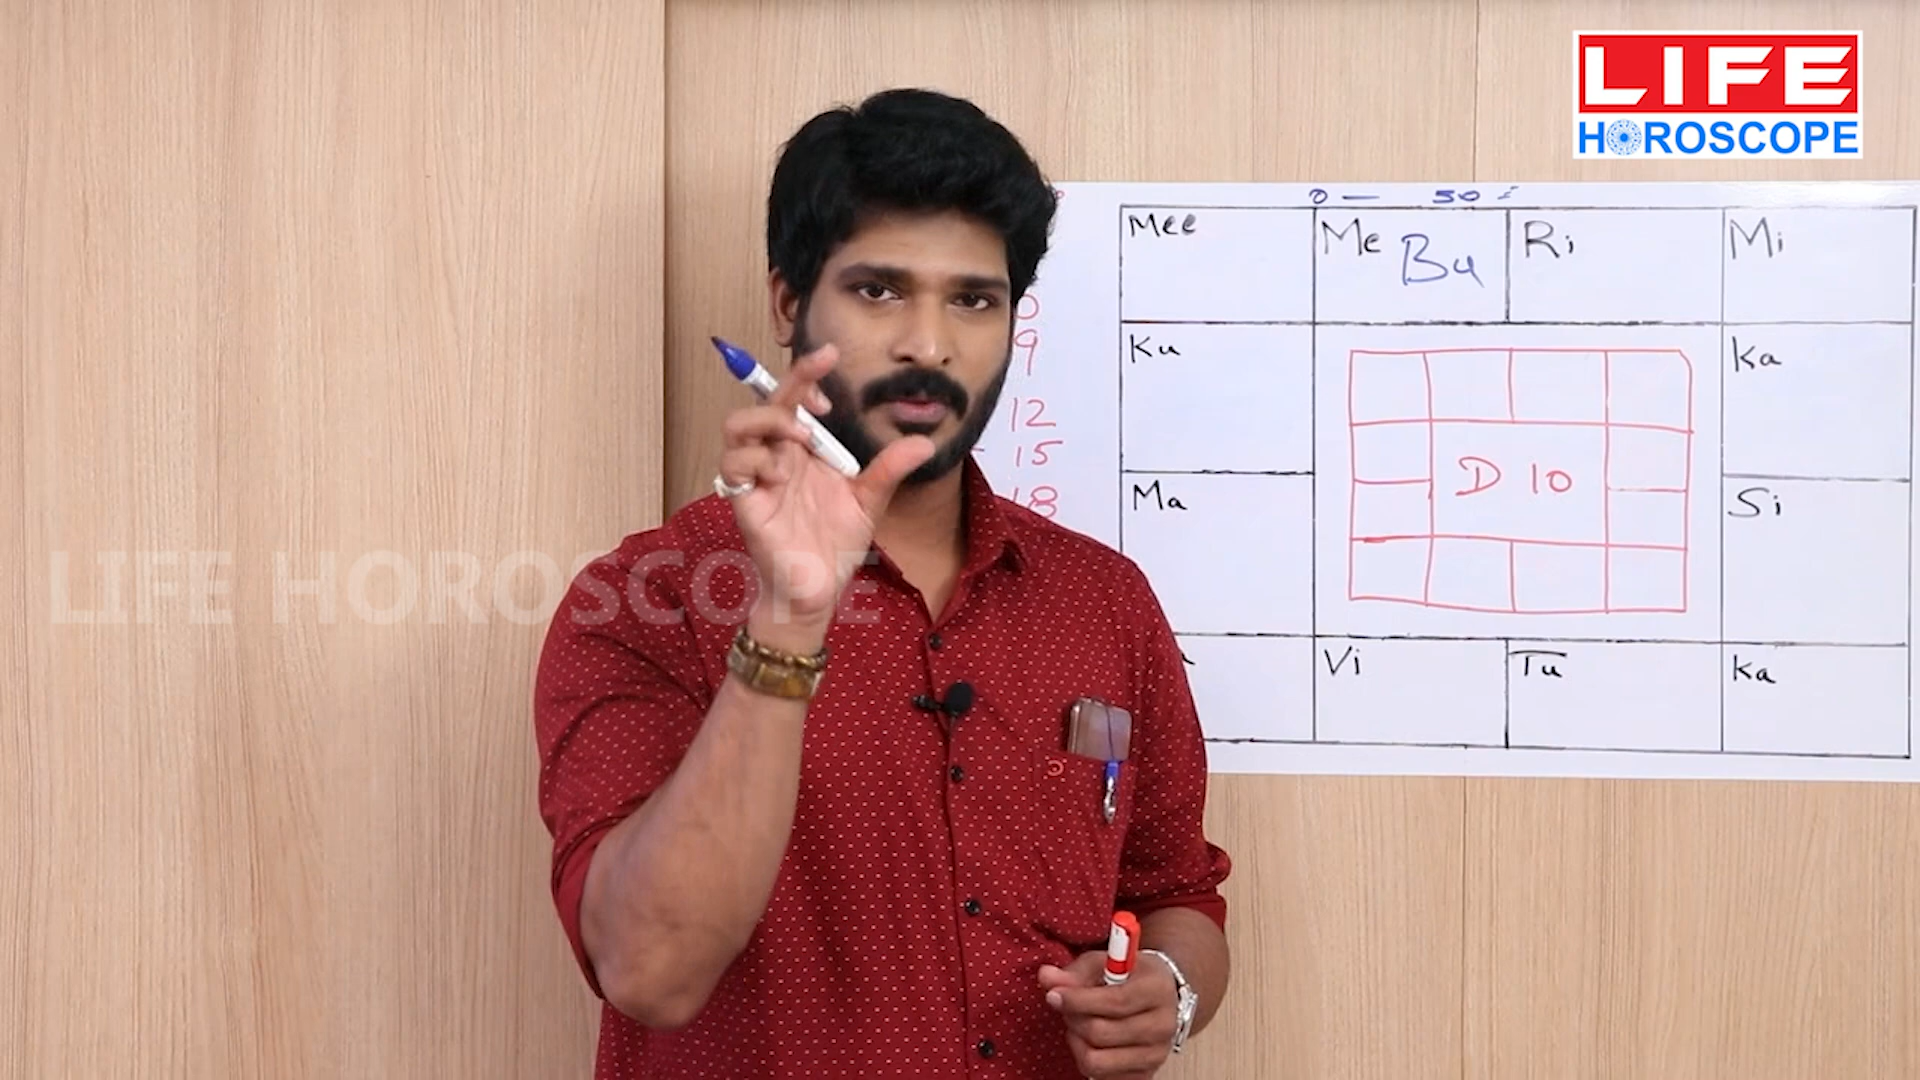 LIFE
HOROSCOPE
0 — 50
Mee Me Bu Ri Mi
0
9
Ku Ka
12
15
D 10
18
Ma Si
LIFE HOROSCOPE
Vi Tu Ka